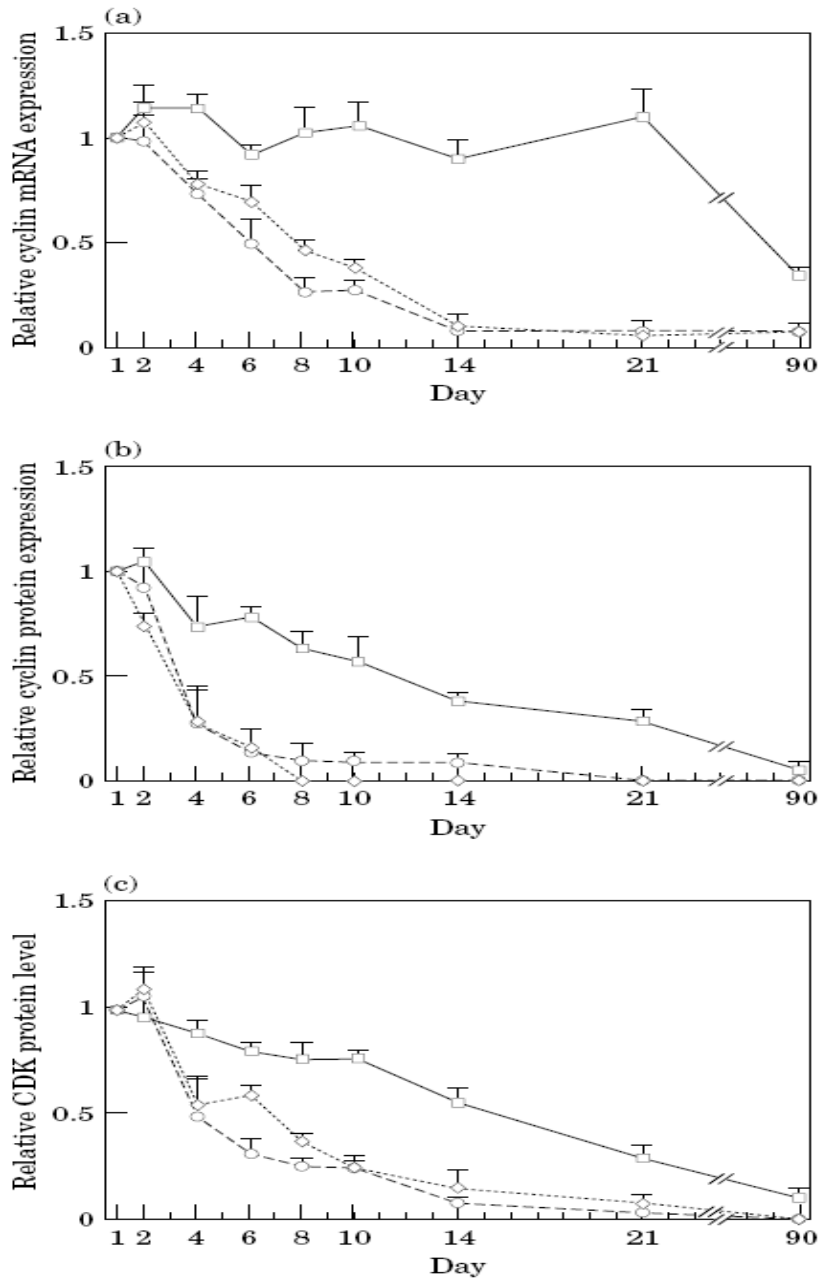 (a)
1.5
1
0.5
0
Relative cyclin mRNA expression
1 2 4 6 8 10 14 21 90
Day
(b)
1.5
1
0.5
0
Relative cyclin protein expression
1 2 4 6 8 10 14 21 90
Day
(c)
1.5
1
0.5
0
Relative CDK protein level
1 2 4 6 8 10 14 21 90
Day